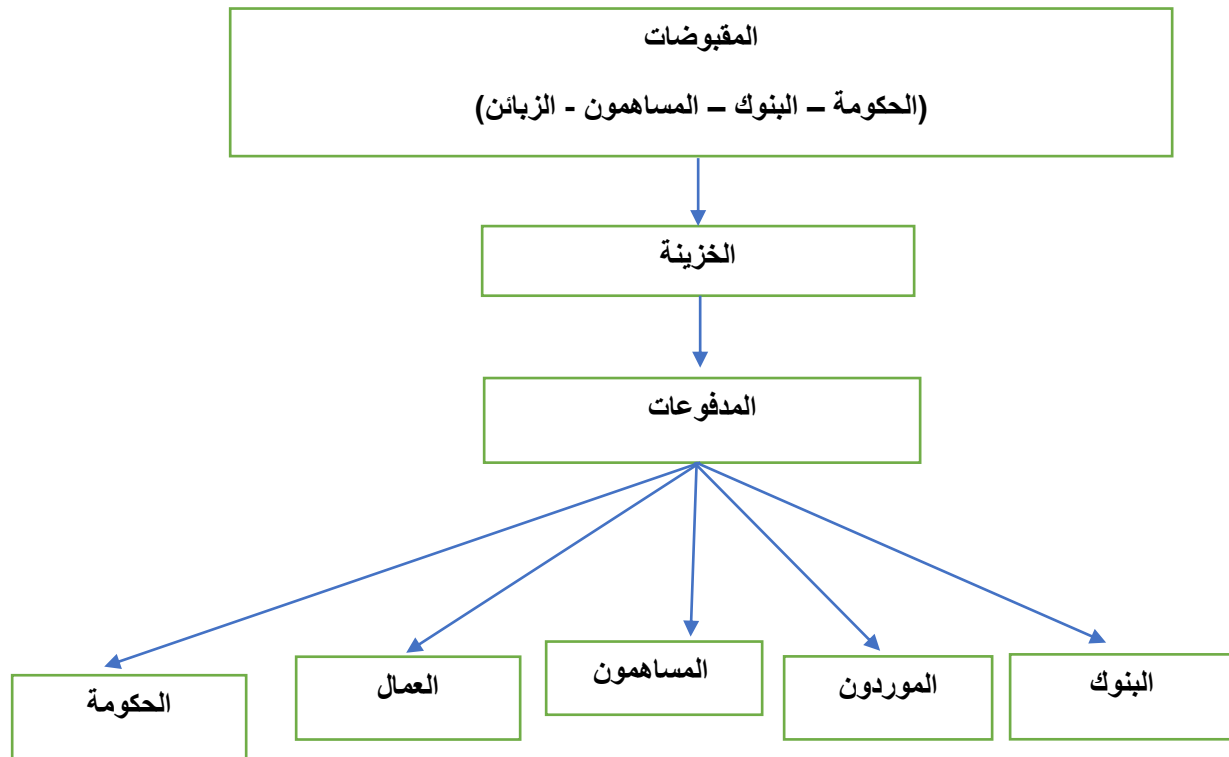 المقبوضات
(الحكومة – البنوك – المساهمون - الزبائن)
الخزينة
المدفوعات
البنوك
الموردون
المساهمون
العمال
الحكومة